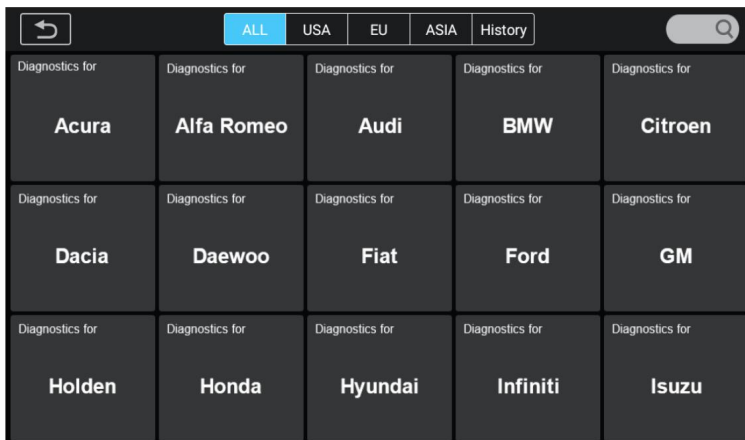 ALL USA EU ASIA History
Diagnostics for Diagnostics for Diagnostics for Diagnostics for Diagnostics for
Acura Alfa Romeo Audi BMW Citroen
Diagnostics for Diagnostics for Diagnostics for Diagnostics for Diagnostics for
Dacia Daewoo Fiat Ford GM
Diagnostics for Diagnostics for Diagnostics for Diagnostics for Diagnostics for
Holden Honda Hyundai Infiniti Isuzu